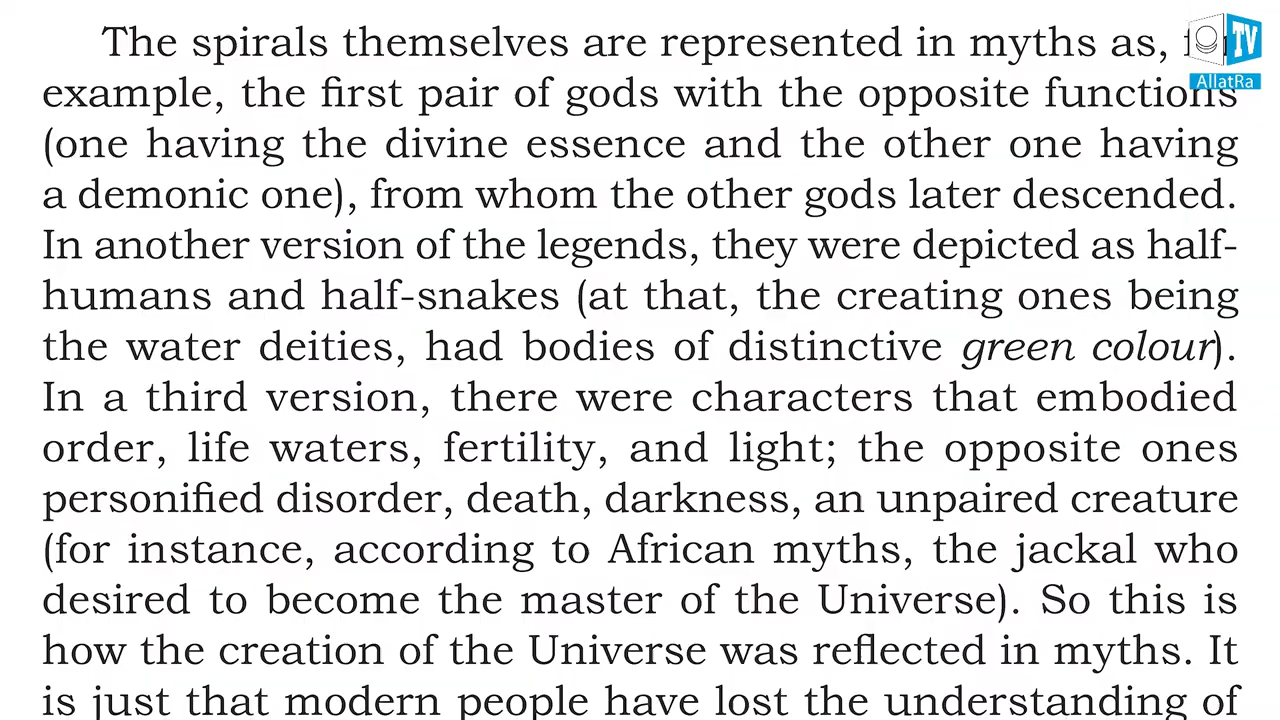 The spirals themselves are represented in myths as,
example, the first pair of gods with the opposite functions
(one having the divine essence and the other one having
a demonic one), from whom the other gods later descended.
In another version of the legends, they were depicted as half-
humans and half-snakes (at that, the creating ones being
the water deities, had bodies of distinctive green colour).
In a third version, there were characters that embodied
order, life waters, fertility, and light; the opposite ones
personified disorder, death, darkness, an unpaired creature
(for instance, according to African myths, the jackal who
desired to become the master of the Universe). So this is
how the creation of the Universe was reflected in myths. It
is just that modern people have lost the understanding of
TV
AllatRa